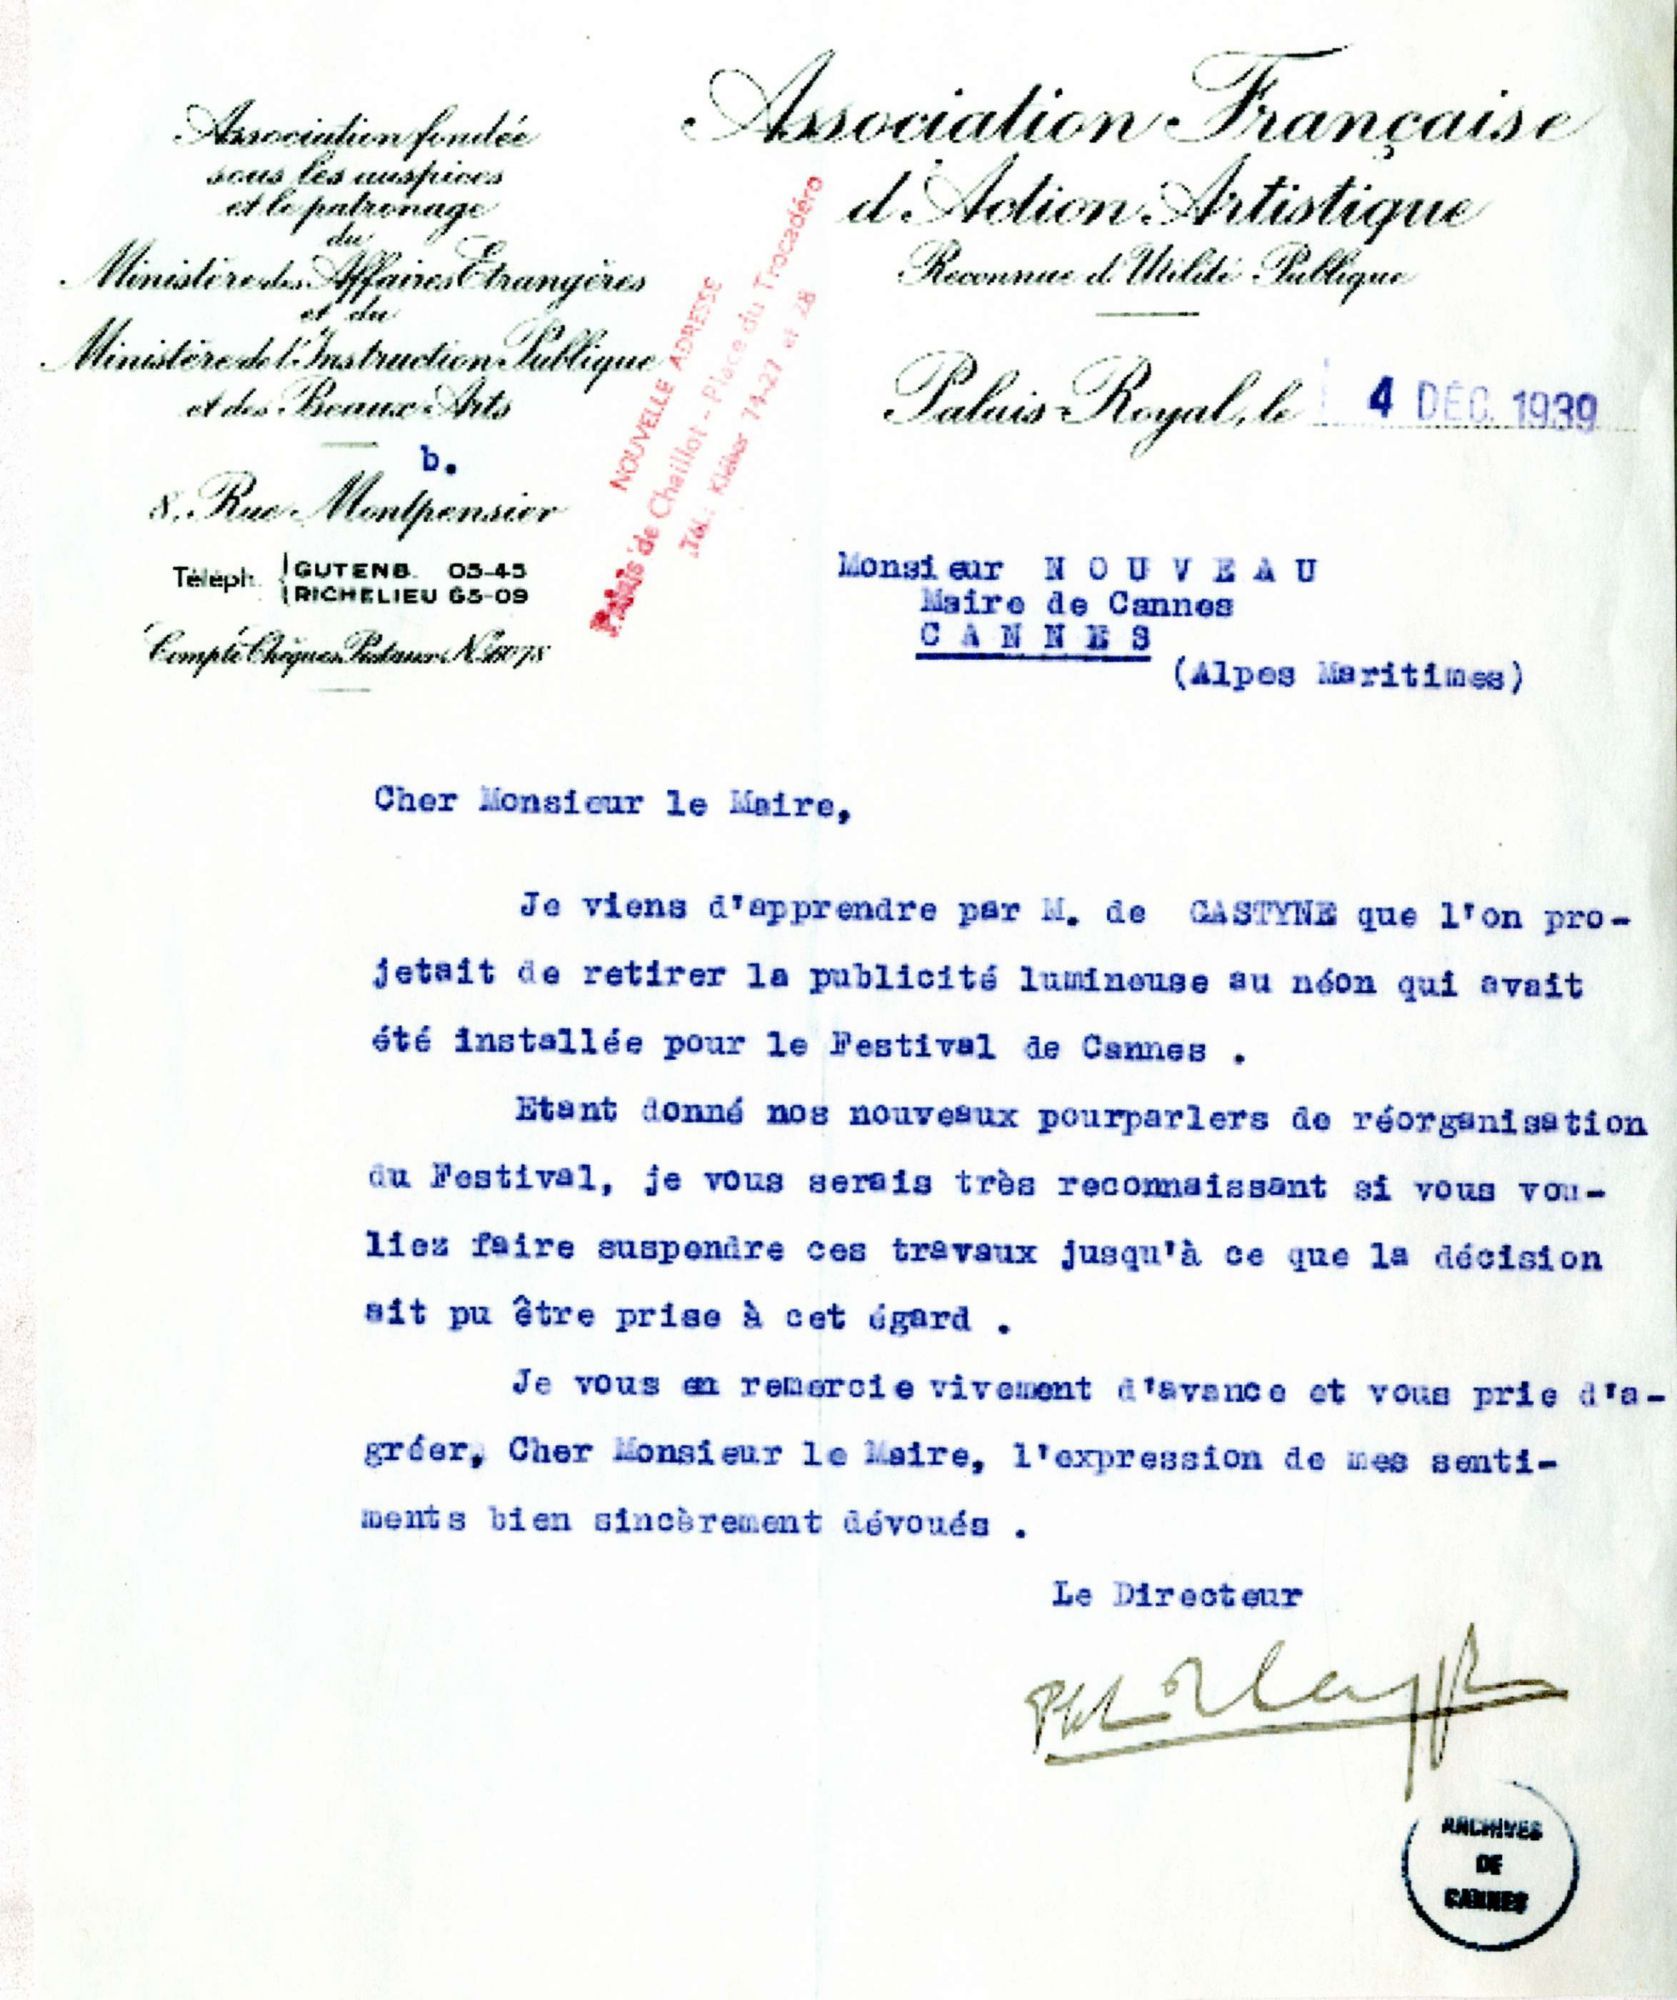 Association fondée
sous les auspices
et le patronage
du
Ministère des Affaires Etrangères
et du
Ministère de l'Instruction Publique
et des Beaux-Arts
b.
8, Rue Montpensier
Téléph. GUTENB. 05-45
RICHELIEU 65-09
Compte Chèques Postaux N°
NOUVELLE ADRESSE
Palais de Chaillot - Place du Trocadéro
Tél. : Kléber 74-27 et 28
Association Française
d'Action Artistique
Reconnue d'Utilité Publique
Palais-Royal, le 4 DÉC. 1939
Monsieur NOUVEAU
Maire de Cannes
CANNES
(Alpes Maritimes)
Cher Monsieur le Maire,
Je viens d'apprendre par M. de CASTYNE que l'on pro-
jetait de retirer la publicité lumineuse au néon qui avait
été installée pour le Festival de Cannes .
Etant donné nos nouveaux pourparlers de réorganisation
du Festival, je vous serais très reconnaissant si vous vou-
liez faire suspendre ces travaux jusqu'à ce que la décision
ait pu être prise à cet égard .
Je vous en remercie vivement d'avance et vous prie d'a-
gréer, Cher Monsieur le Maire, l'expression de mes senti-
ments bien sincèrement dévoués .
Le Directeur
ARCHIVES
DE
CANNES